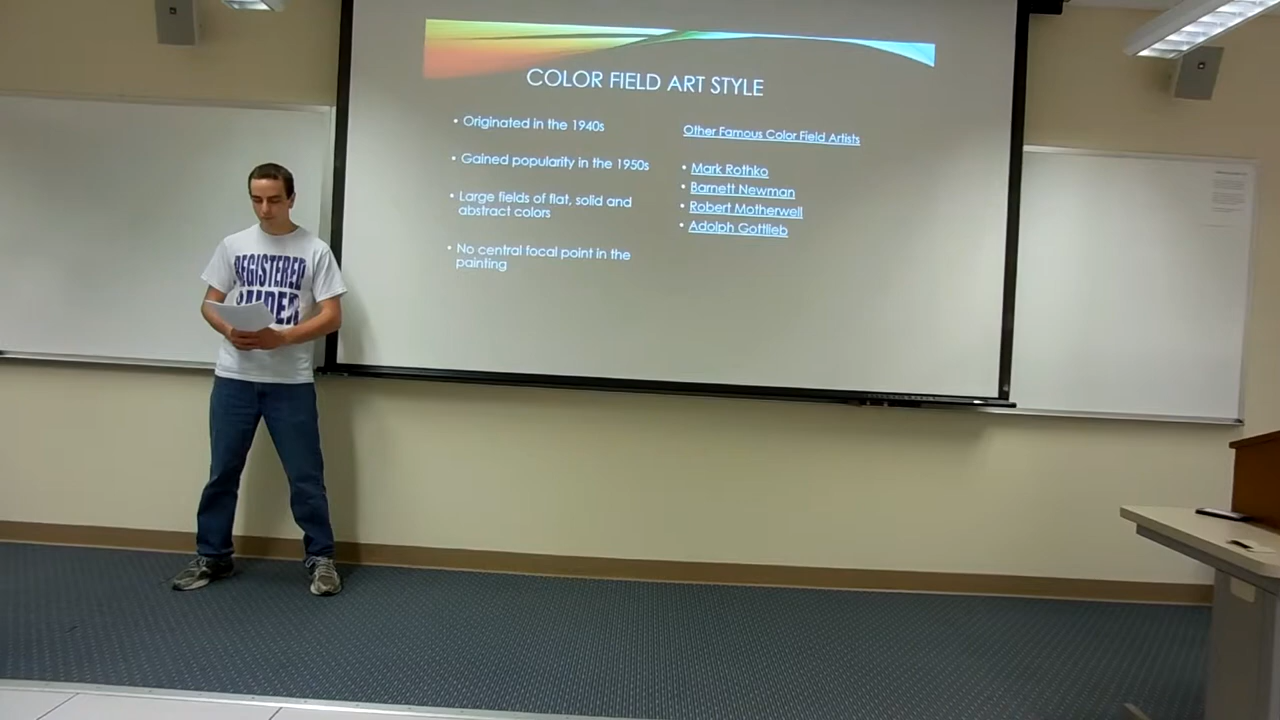 COLOR FIELD ART STYLE
• Originated in the 1940s
• Gained popularity in the 1950s
• Large fields of flat, solid and
abstract colors
• No central focal point in the
painting
Other Famous Color Field Artists
• Mark Rothko
• Barnett Newman
• Robert Motherwell
• Adolph Gottlieb
REGISTERED